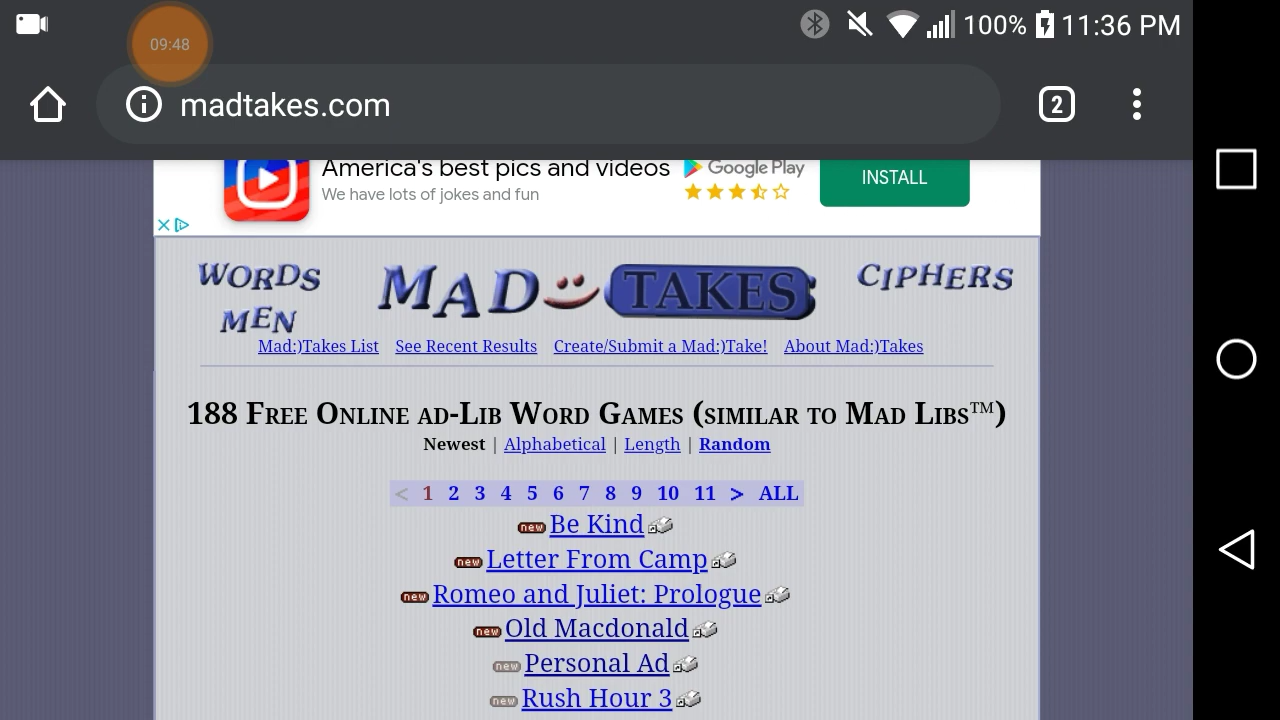 09:48
100% 11:36 PM
madtakes.com
2
America's best pics and videos
We have lots of jokes and fun
Google Play
INSTALL
WORDS
MEN
MAD:)TAKES
CIPHERS
Mad:)Takes List See Recent Results Create/Submit a Mad:)Take! About Mad:)Takes
188 Free Online ad-Lib Word Games (similar to Mad Libs™)
Newest | Alphabetical | Length | Random
< 1 2 3 4 5 6 7 8 9 10 11 > ALL
new Be Kind
new Letter From Camp
new Romeo and Juliet: Prologue
new Old Macdonald
new Personal Ad
new Rush Hour 3